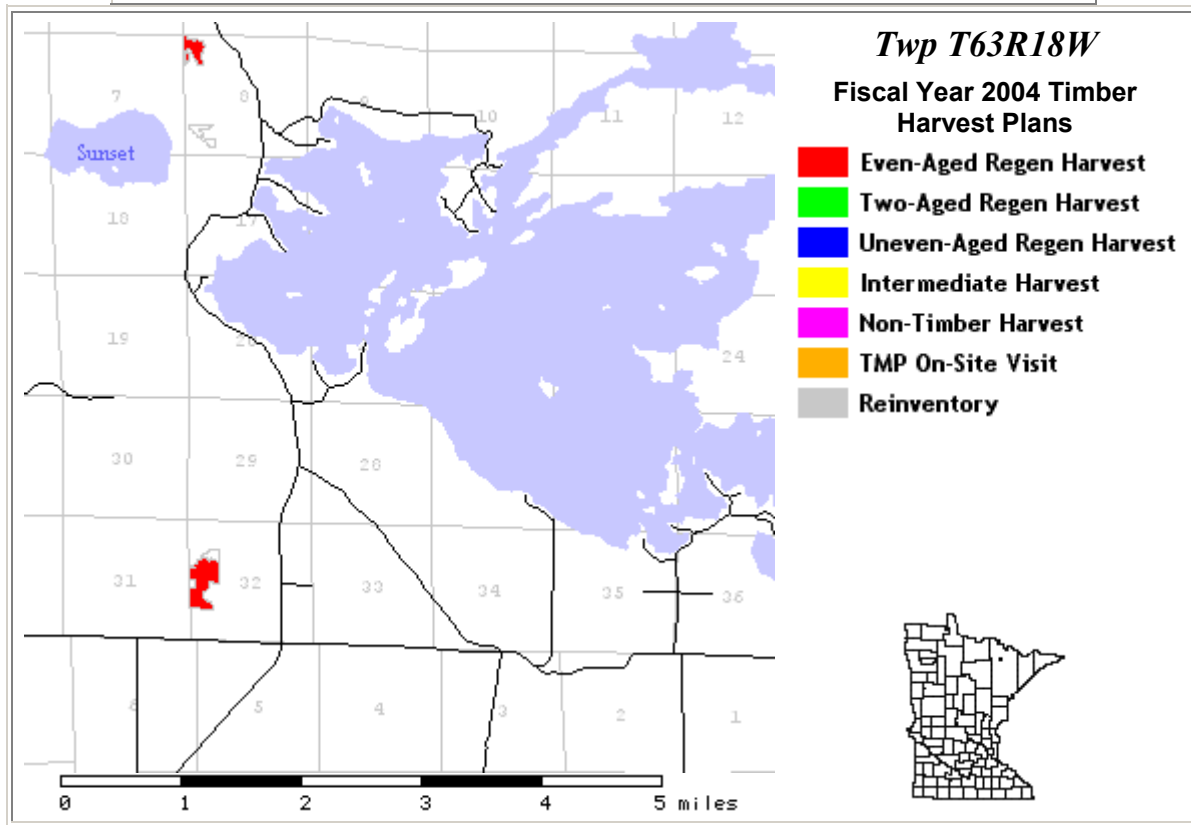 Twp T63R18W
Fiscal Year 2004 Timber
Harvest Plans
Even-Aged Regen Harvest
Two-Aged Regen Harvest
Uneven-Aged Regen Harvest
Intermediate Harvest
Non-Timber Harvest
TMP On-Site Visit
Reinventory
7
8
9
10
11
12
Sunset
18
17
19
20
24
30
29
28
31
32
33
34
35
36
6
5
4
3
2
1
0
1
2
3
4
5 miles